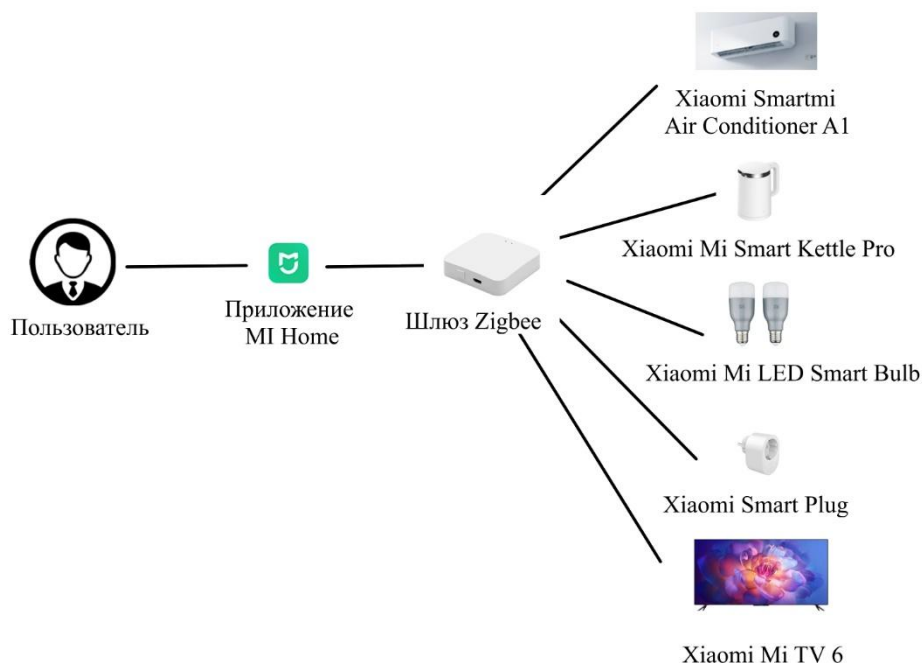 Xiaomi Smartmi
Air Conditioner A1
Xiaomi Mi Smart Kettle Pro
Пользователь
Приложение
MI Home
Шлюз Zigbee
Xiaomi Mi LED Smart Bulb
Xiaomi Smart Plug
Xiaomi Mi TV 6